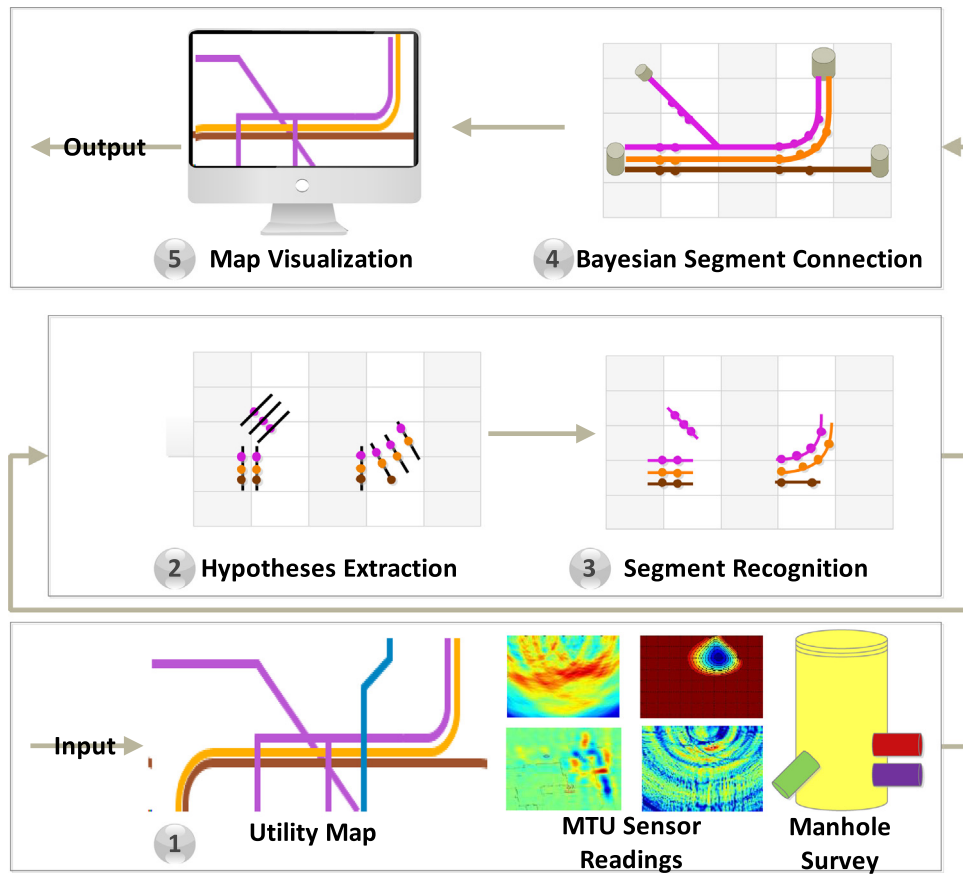 Output
5 Map Visualization
4 Bayesian Segment Connection
2 Hypotheses Extraction
3 Segment Recognition
Input
1
Utility Map
MTU Sensor
Readings
Manhole
Survey